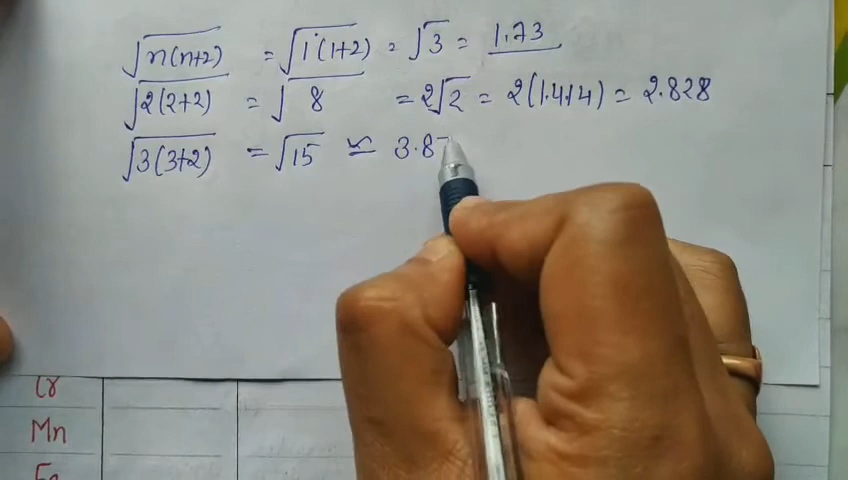 √n(n+2) = √1(1+2) = √3 = 1.73
√2(2+2) = √8 = 2√2 = 2(1.414) = 2.828
√3(3+2) = √15 ≃ 3.8
Cr
Mn